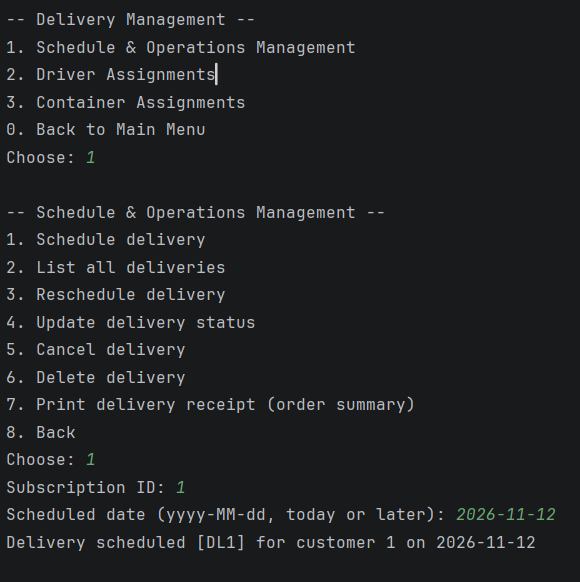 -- Delivery Management --
1. Schedule & Operations Management
2. Driver Assignments
3. Container Assignments
0. Back to Main Menu
Choose: 1
-- Schedule & Operations Management --
1. Schedule delivery
2. List all deliveries
3. Reschedule delivery
4. Update delivery status
5. Cancel delivery
6. Delete delivery
7. Print delivery receipt (order summary)
8. Back
Choose: 1
Subscription ID: 1
Scheduled date (yyyy-MM-dd, today or later): 2026-11-12
Delivery scheduled [DL1] for customer 1 on 2026-11-12